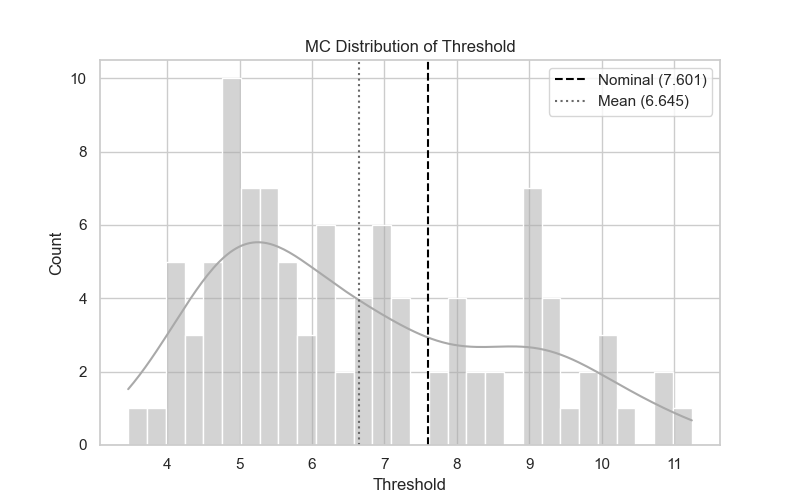 MC Distribution of Threshold
Nominal (7.601)
Mean (6.645)
10
8
6
4
2
0
Count
4 5 6 7 8 9 10 11
Threshold